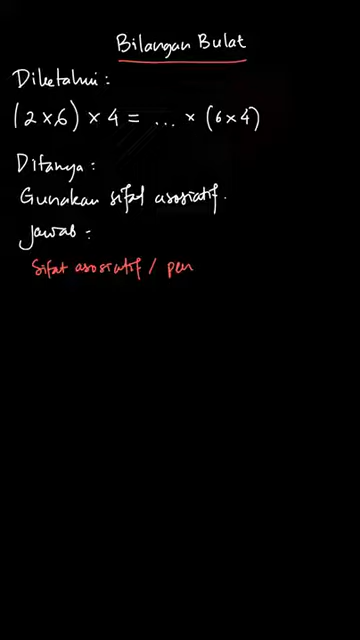 Bilangan Bulat
Diketahui :
(2 × 6) × 4 = ... × (6 × 4)
Ditanya :
Gunakan sifat asosiatif.
Jawab :
Sifat asosiatif / pen